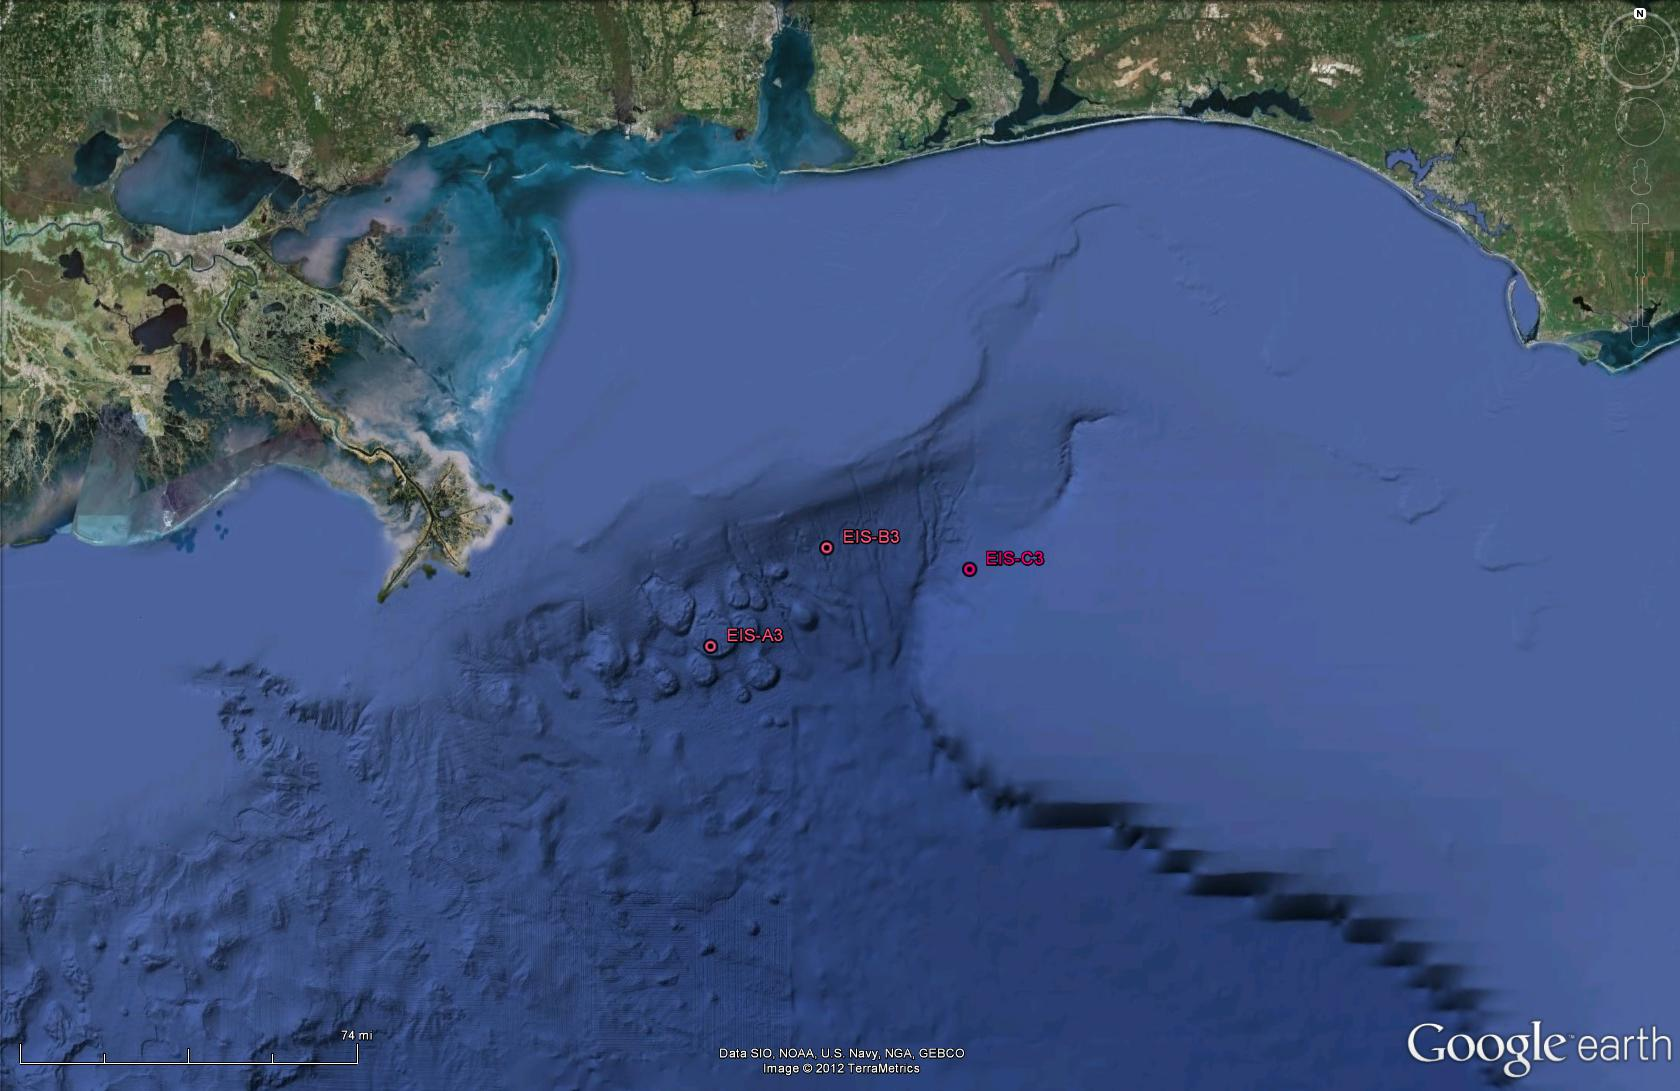 N
EIS-B3
EIS-C3
EIS-A3
74 mi
Data SIO, NOAA, U.S. Navy, NGA, GEBCO
Image © 2012 TerraMetrics
Google earth